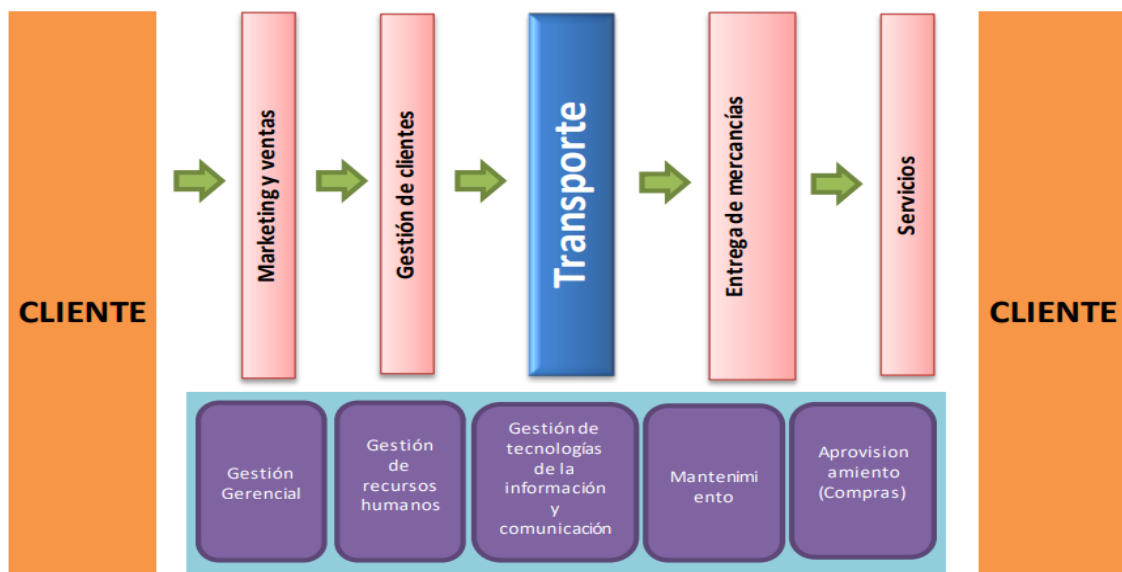 CLIENTE
Marketing y ventas
Gestión de clientes
Transporte
Entrega de mercancías
Servicios
CLIENTE
Gestión
Gerencial
Gestión
de
recursos
humanos
Gestión de
tecnologías
de la
información
y
comunicación
Mantenimi
ento
Aprovision
amiento
(Compras)